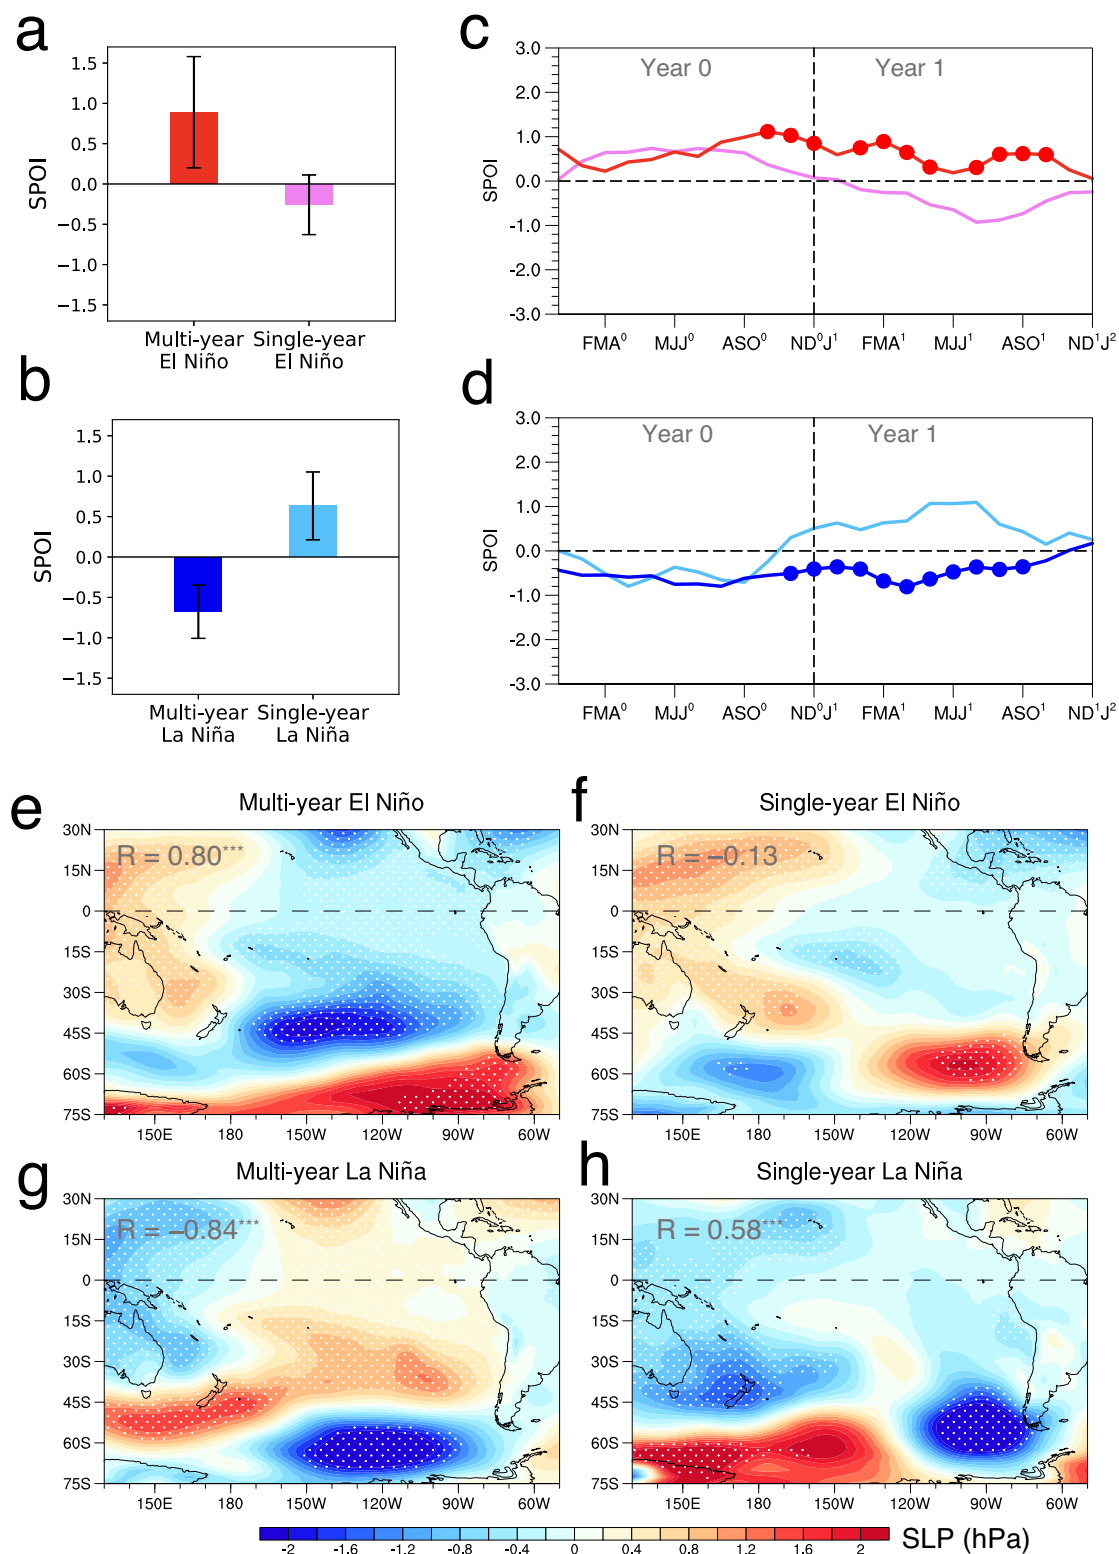 a
1.5
1.0
0.5
0.0
−0.5
−1.0
−1.5
SPOI
Multi-year
El Niño
Single-year
El Niño
c
3.0
2.0
1.0
0.0
-1.0
-2.0
-3.0
SPOI
Year 0
Year 1
FMA⁰
MJJ⁰
ASO⁰
ND⁰J¹
FMA¹
MJJ¹
ASO¹
ND¹J²
b
1.5
1.0
0.5
0.0
−0.5
−1.0
−1.5
SPOI
Multi-year
La Niña
Single-year
La Niña
d
3.0
2.0
1.0
0.0
-1.0
-2.0
-3.0
SPOI
Year 0
Year 1
FMA⁰
MJJ⁰
ASO⁰
ND⁰J¹
FMA¹
MJJ¹
ASO¹
ND¹J²
e
Multi-year El Niño
R = 0.80***
30N
15N
0
15S
30S
45S
60S
75S
150E
180
150W
120W
90W
60W
f
Single-year El Niño
R = −0.13
30N
15N
0
15S
30S
45S
60S
75S
150E
180
150W
120W
90W
60W
g
Multi-year La Niña
R = −0.84***
30N
15N
0
15S
30S
45S
60S
75S
150E
180
150W
120W
90W
60W
h
Single-year La Niña
R = 0.58***
30N
15N
0
15S
30S
45S
60S
75S
150E
180
150W
120W
90W
60W
-2 -1.6 -1.2 -0.8 -0.4 0 0.4 0.8 1.2 1.6 2
SLP (hPa)